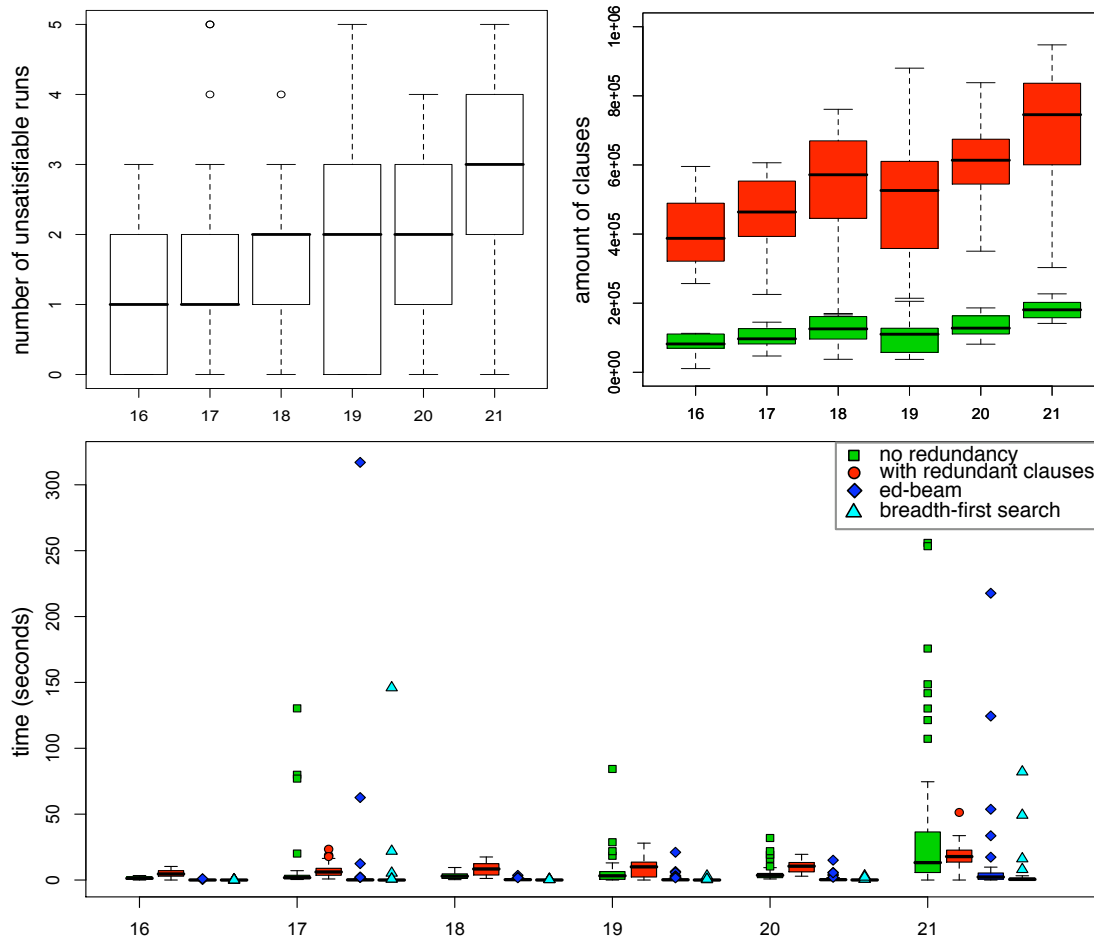 number of unsatisfiable runs
5
4
3
2
1
0
16 17 18 19 20 21
amount of clauses
1e+06
8e+05
6e+05
4e+05
2e+05
0e+00
16 17 18 19 20 21
time (seconds)
300
250
200
150
100
50
0
no redundancy
with redundant clauses
ed-beam
breadth-first search
16 17 18 19 20 21